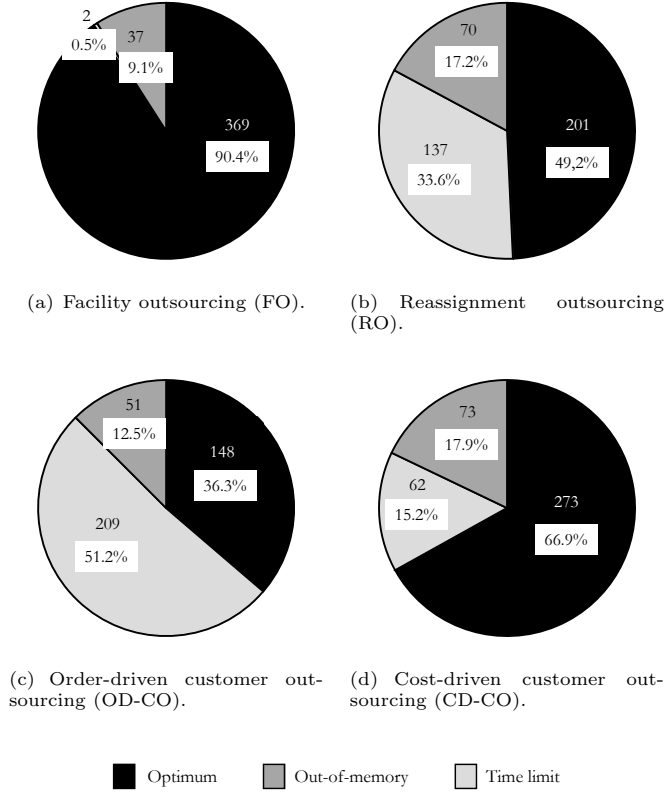 2
0.5%
37
9.1%
369
90.4%
70
17.2%
201
49,2%
137
33.6%
(a) Facility outsourcing (FO).
(b) Reassignment outsourcing
(RO).
51
12.5%
148
36.3%
209
51.2%
73
17.9%
62
15.2%
273
66.9%
(c) Order-driven customer out-
sourcing (OD-CO).
(d) Cost-driven customer out-
sourcing (CD-CO).
Optimum
Out-of-memory
Time limit